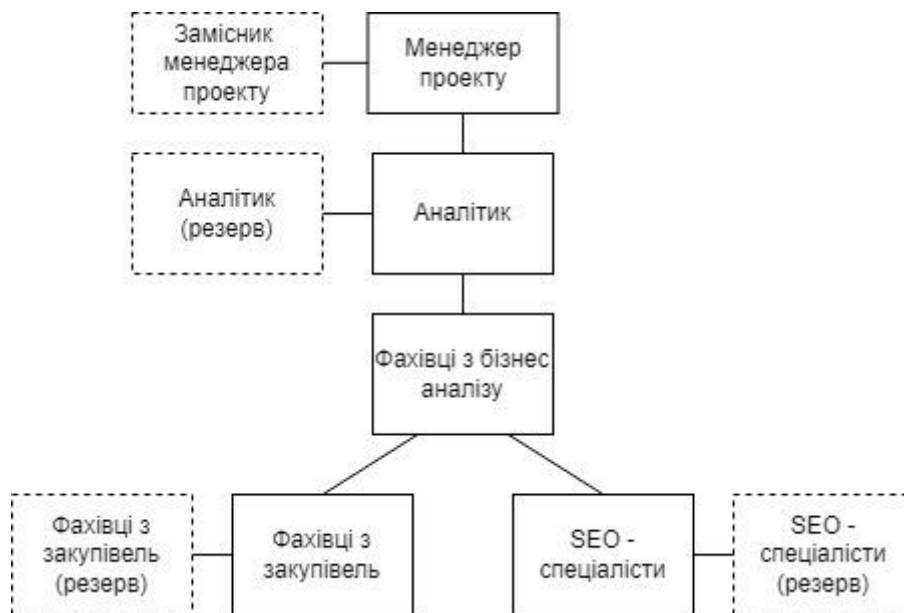 Замісник
менеджера
проекту
Менеджер
проекту
Аналітик
(резерв)
Аналітик
Фахівці з бізнес
аналізу
Фахівці з
закупівель
(резерв)
Фахівці з
закупівель
SEO -
спеціалісти
SEO -
спеціалісти
(резерв)